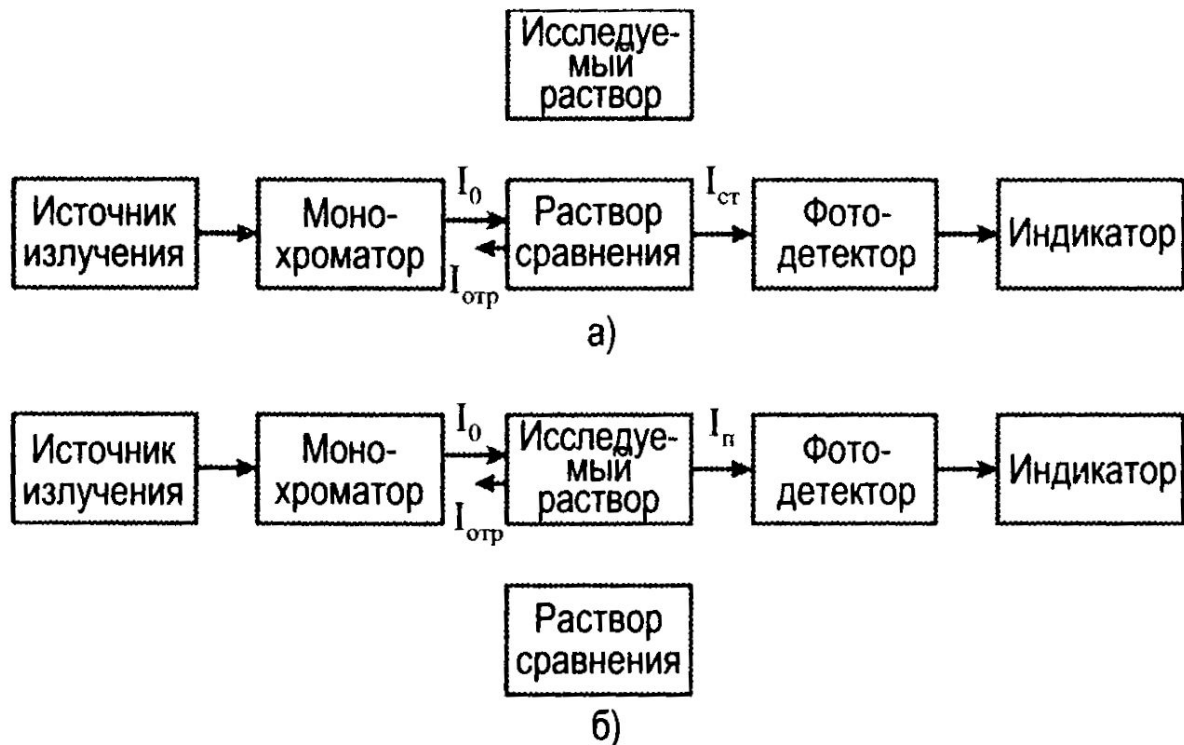 Исследуе-
мый
раствор
Источник
излучения
Моно-
хроматор
I₀
Iотр
Раствор
сравнения
Iст
Фото-
детектор
Индикатор
а)
Источник
излучения
Моно-
хроматор
I₀
Iотр
Исследуе-
мый
раствор
Iп
Фото-
детектор
Индикатор
Раствор
сравнения
б)